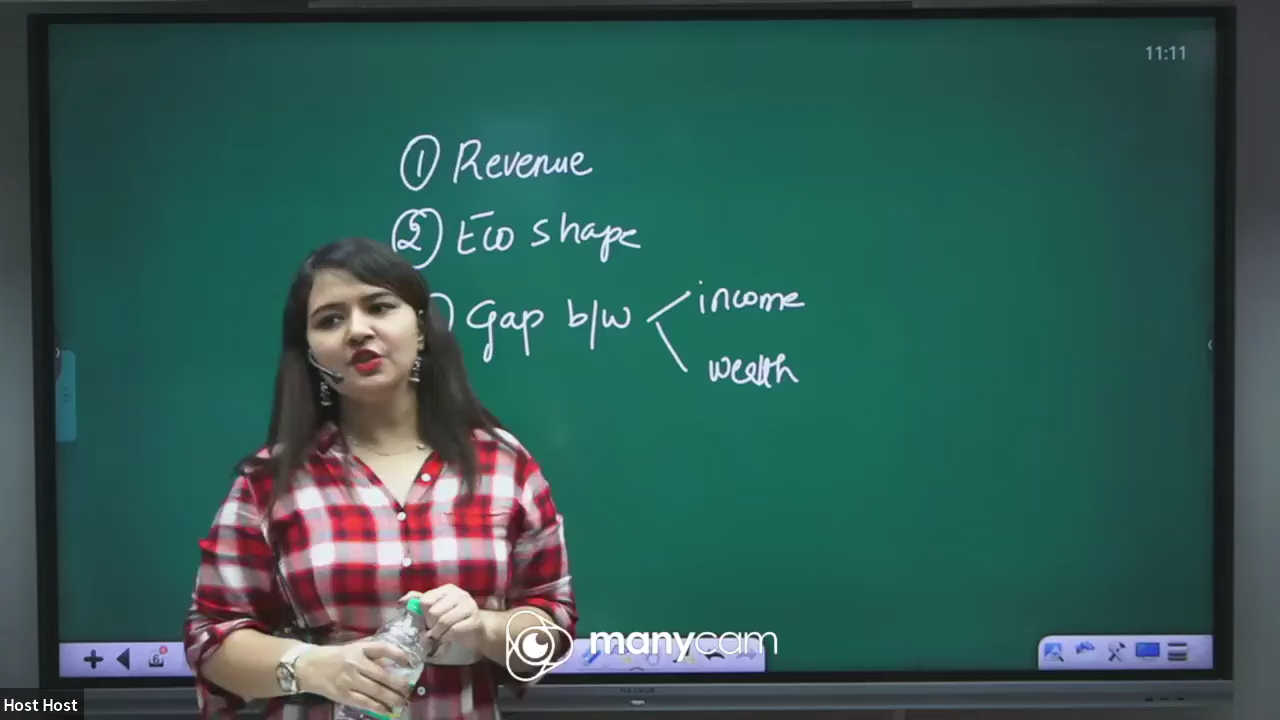 11:11
① Revenue
② Eco shape
) Gap b/w income
wealth
manycam
Host Host